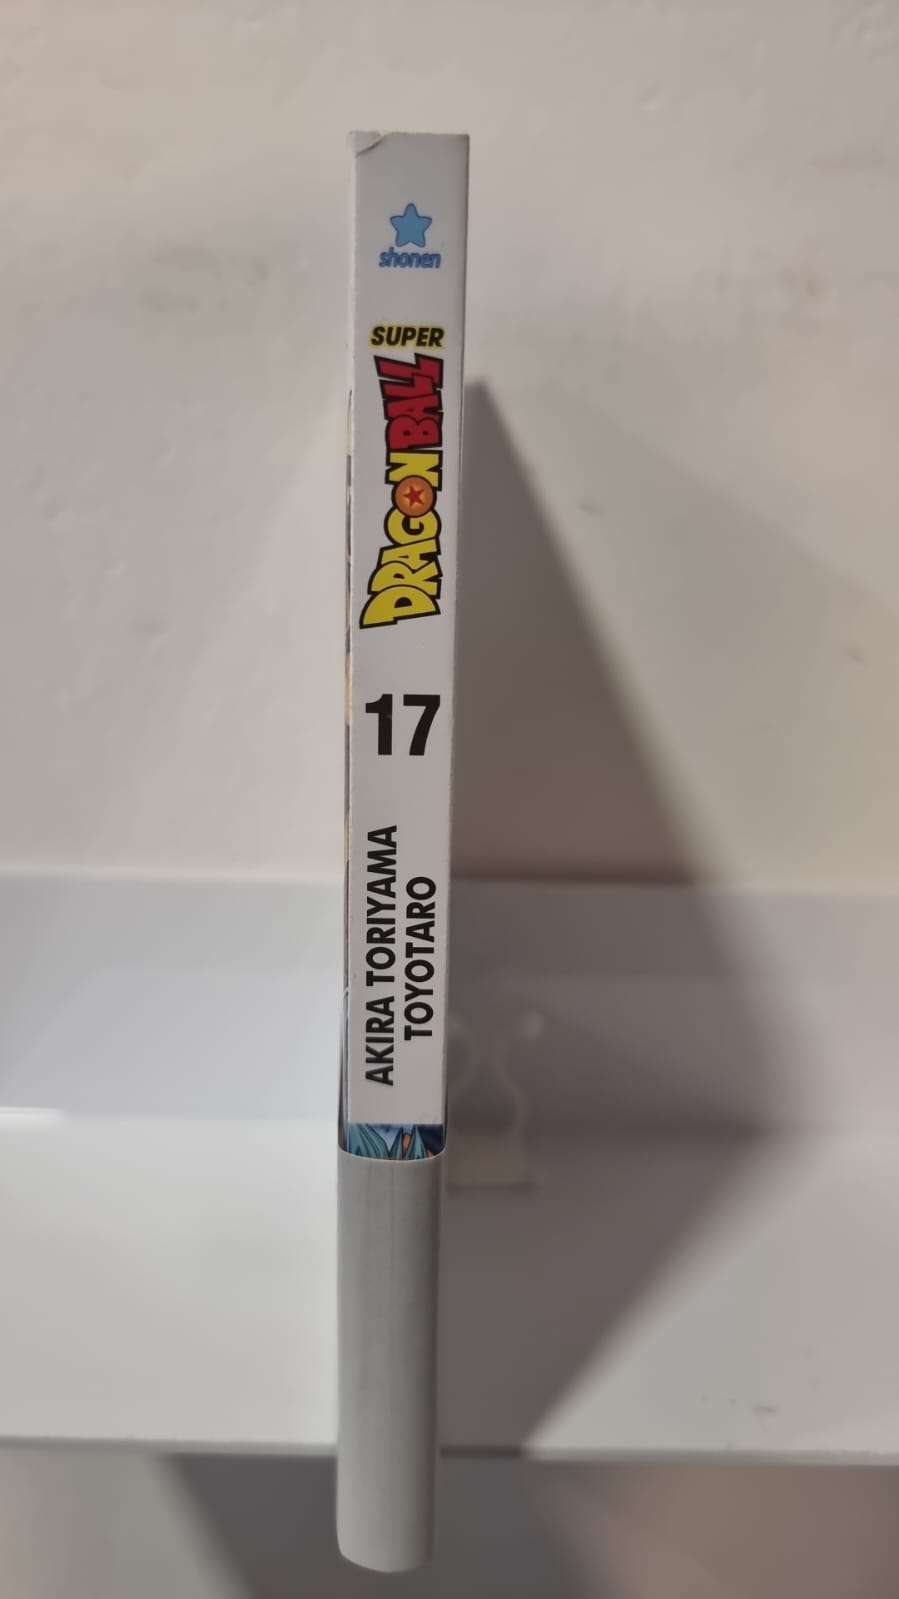 shonen
SUPER
DRAGON BALL
17
AKIRA TORIYAMA
TOYOTARO